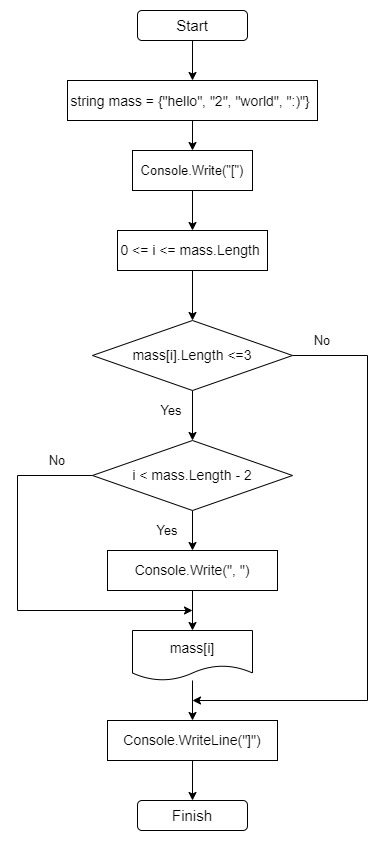 Start
string mass = {"hello", "2", "world", ":)"}
Console.Write("[")
0 <= i <= mass.Length
mass[i].Length <=3
No
Yes
No
i < mass.Length - 2
Yes
Console.Write(", ")
mass[i]
Console.WriteLine("]")
Finish